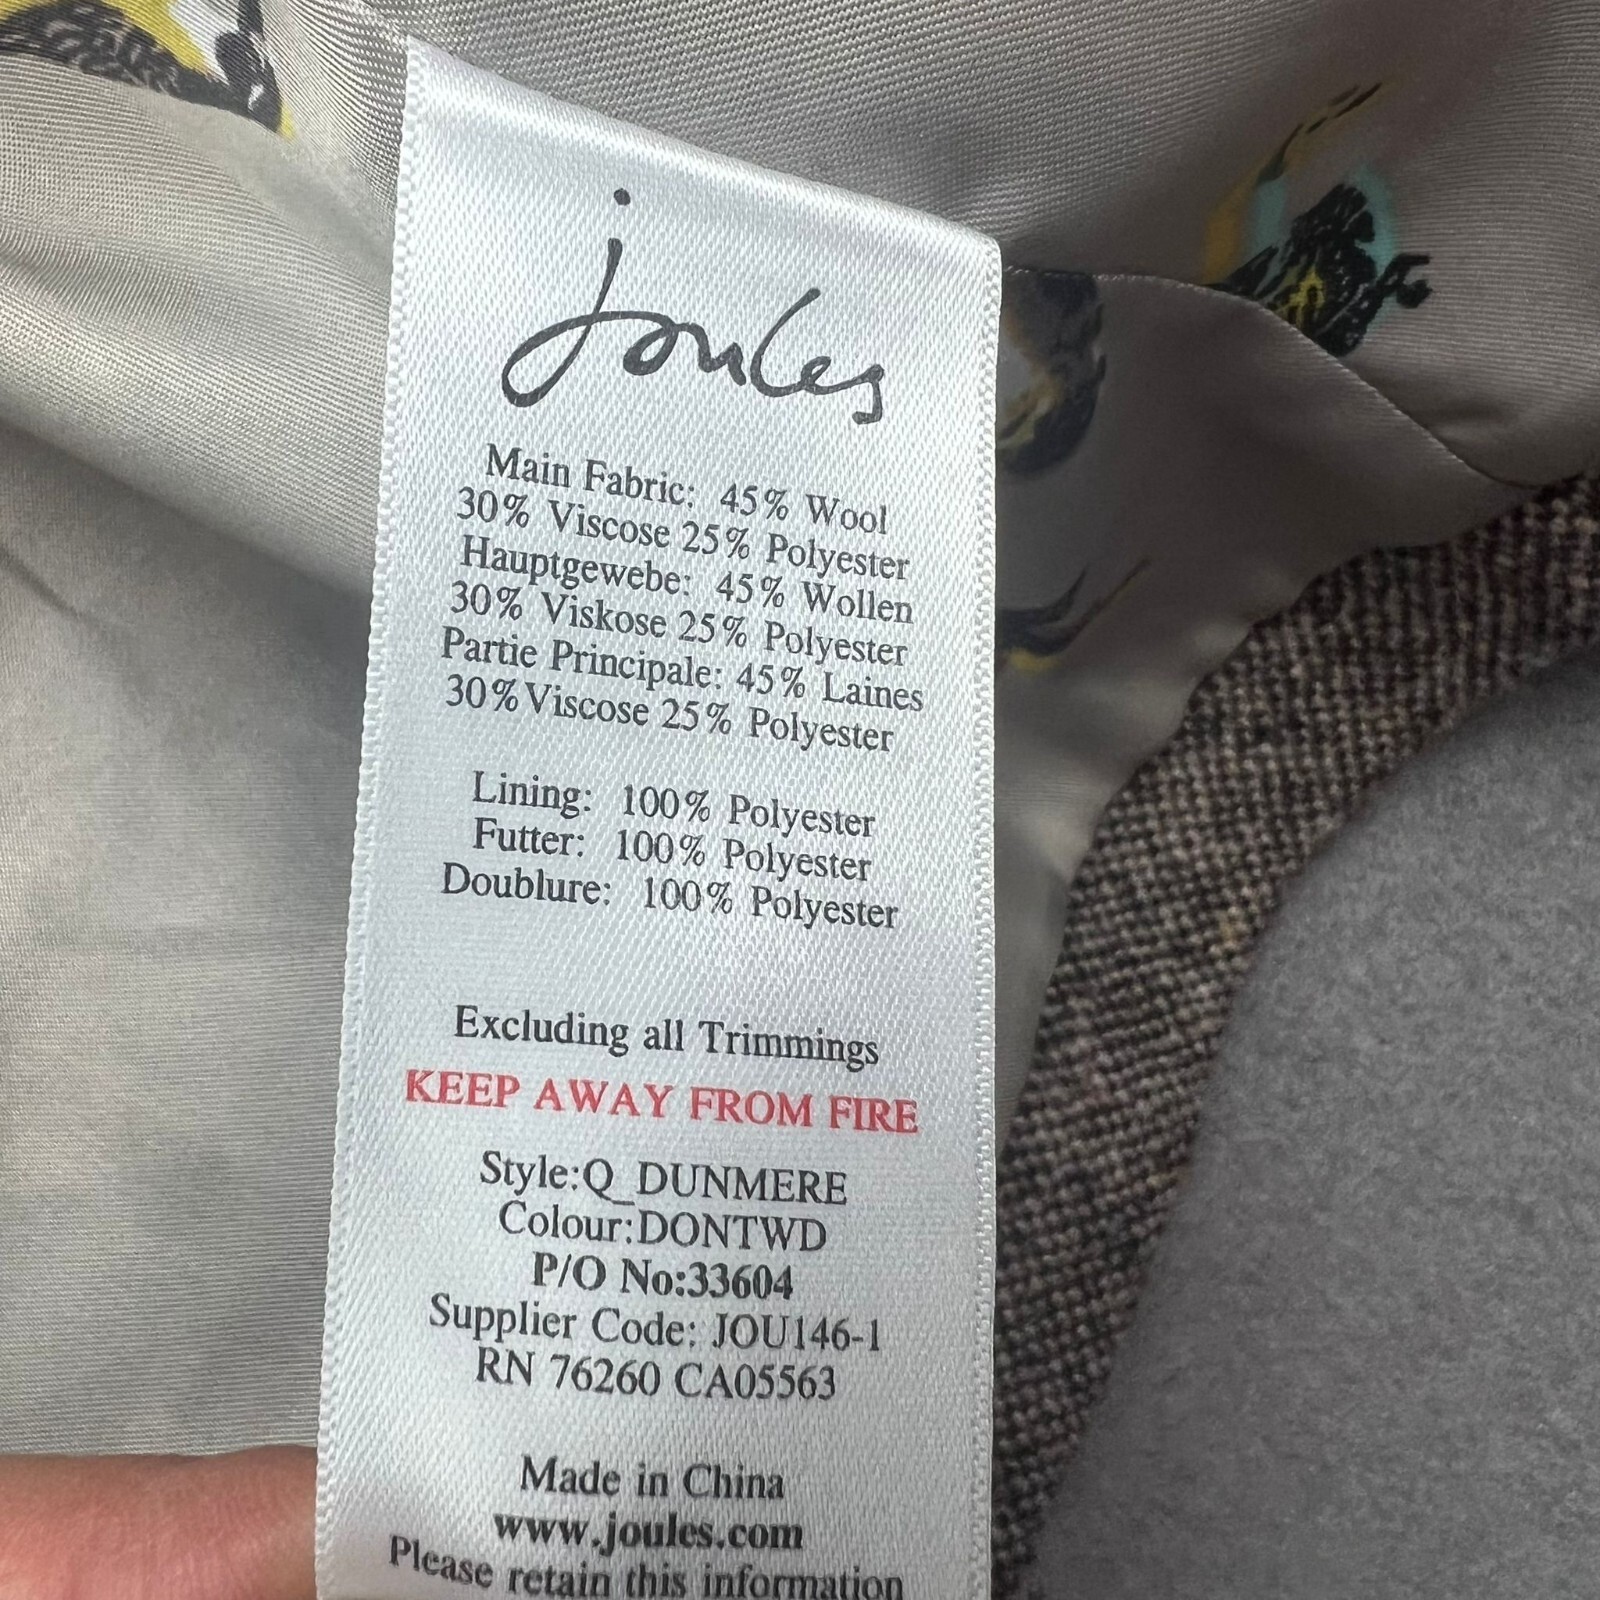 joules
Main Fabric: 45% Wool
30% Viscose 25% Polyester
Hauptgewebe: 45% Wollen
30% Viskose 25% Polyester
Partie Principale: 45% Laines
30% Viscose 25% Polyester
Lining: 100% Polyester
Futter: 100% Polyester
Doublure: 100% Polyester
Excluding all Trimmings
KEEP AWAY FROM FIRE
Style:Q_DUNMERE
Colour:DONTWD
P/O No:33604
Supplier Code: JOU146-1
RN 76260 CA05563
Made in China
www.joules.com
Please retain this information